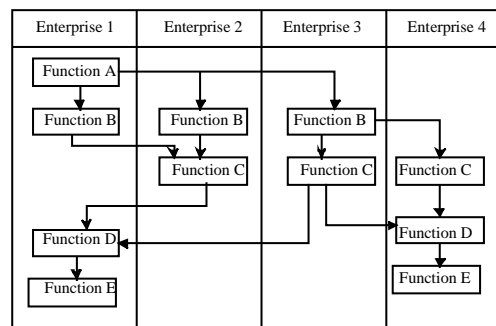 Enterprise 1 Enterprise 2 Enterprise 3 Enterprise 4
Function A
Function B Function B Function B
Function C Function C Function C
Function D Function D
Function E Function E